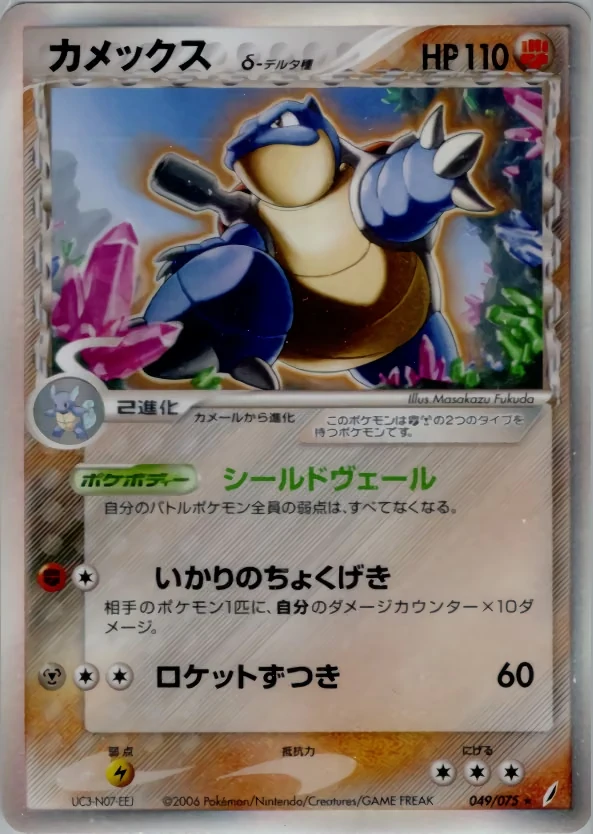 カメックス δ-デルタ種 HP110
Illus. Masakazu Fukuda
2進化 カメールから進化
このポケモンは の2つのタイプを
持つポケモンです。
ポケボディー シールドヴェール
自分のバトルポケモン全員の弱点は、すべてなくなる。
いかりのちょくげき
相手のポケモン1匹に、自分のダメージカウンター×10ダ
メージ。
ロケットずつき 60
弱点 抵抗力 にげる
UC3-N07-EEJ ©2006 Pokémon/Nintendo/Creatures/GAME FREAK 049/075 ★